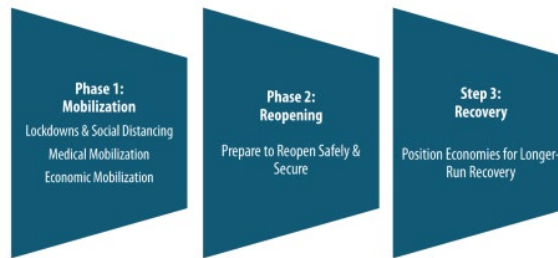 Phase 1:
Mobilization
Lockdowns & Social Distancing
Medical Mobilization
Economic Mobilization
Phase 2:
Reopening
Prepare to Reopen Safely &
Secure
Step 3:
Recovery
Position Economies for Longer-
Run Recovery